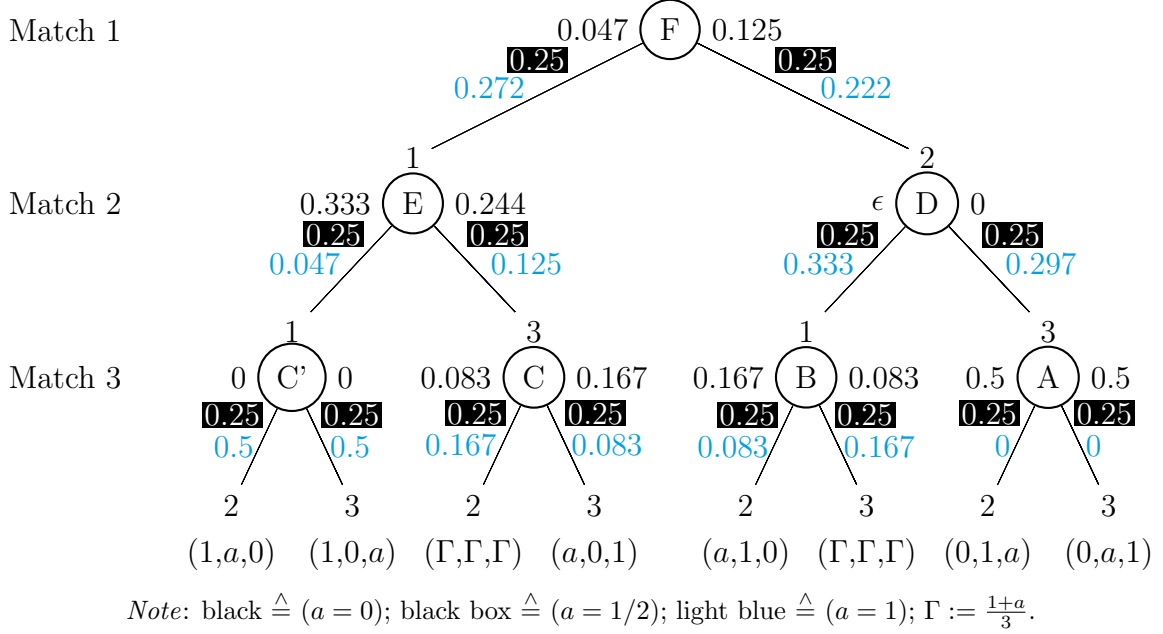 Match 1 0.047 F 0.125
0.25 0.25
0.272 0.222
1 2
Match 2 0.333 E 0.244 ϵ D 0
0.25 0.25 0.25 0.25
0.047 0.125 0.333 0.297
1 3 1 3
Match 3 0 C' 0 0.083 C 0.167 0.167 B 0.083 0.5 A 0.5
0.25 0.25 0.25 0.25 0.25 0.25 0.25 0.25
0.5 0.5 0.167 0.083 0.083 0.167 0 0
2 3 2 3 2 3 2 3
(1,a,0) (1,0,a) (Γ,Γ,Γ) (a,0,1) (a,1,0) (Γ,Γ,Γ) (0,1,a) (0,a,1)
Note: black ≙ (a = 0); black box ≙ (a = 1/2); light blue ≙ (a = 1); Γ := (1+a)/3.